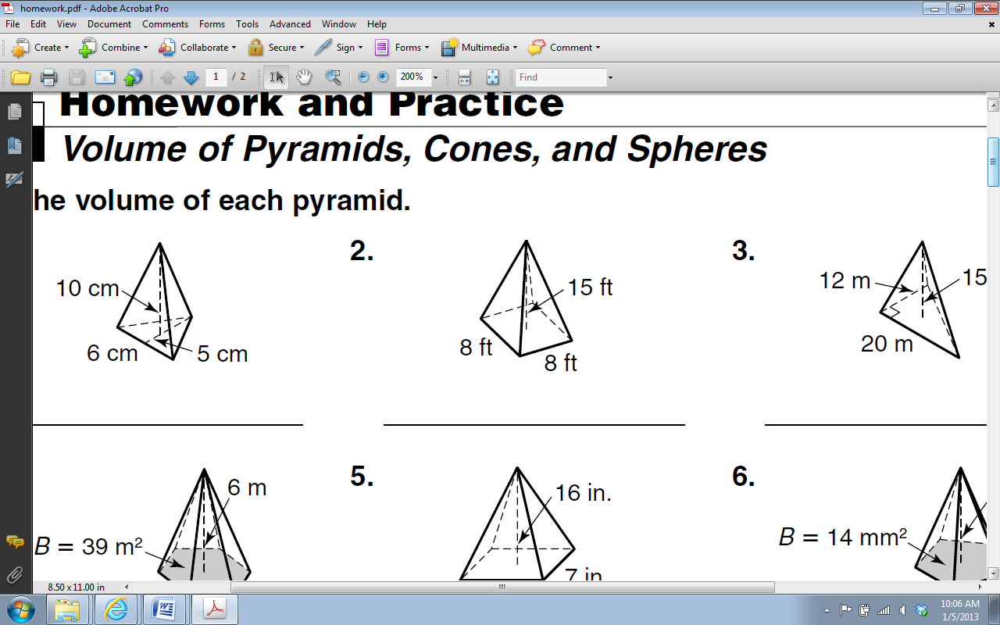 homework.pdf - Adobe Acrobat Pro
File Edit View Document Comments Forms Tools Advanced Window Help
Create Combine Collaborate Secure Sign Forms Multimedia Comment
1 / 2 200% Find
Homework and Practice
Volume of Pyramids, Cones, and Spheres
he volume of each pyramid.
2. 3.
10 cm 15 ft 12 m 15
6 cm 5 cm 8 ft 8 ft 20 m
5. 6.
6 m 16 in.
B = 39 m² B = 14 mm²
7 in
8.50 x 11.00 in
10:06 AM
1/5/2013